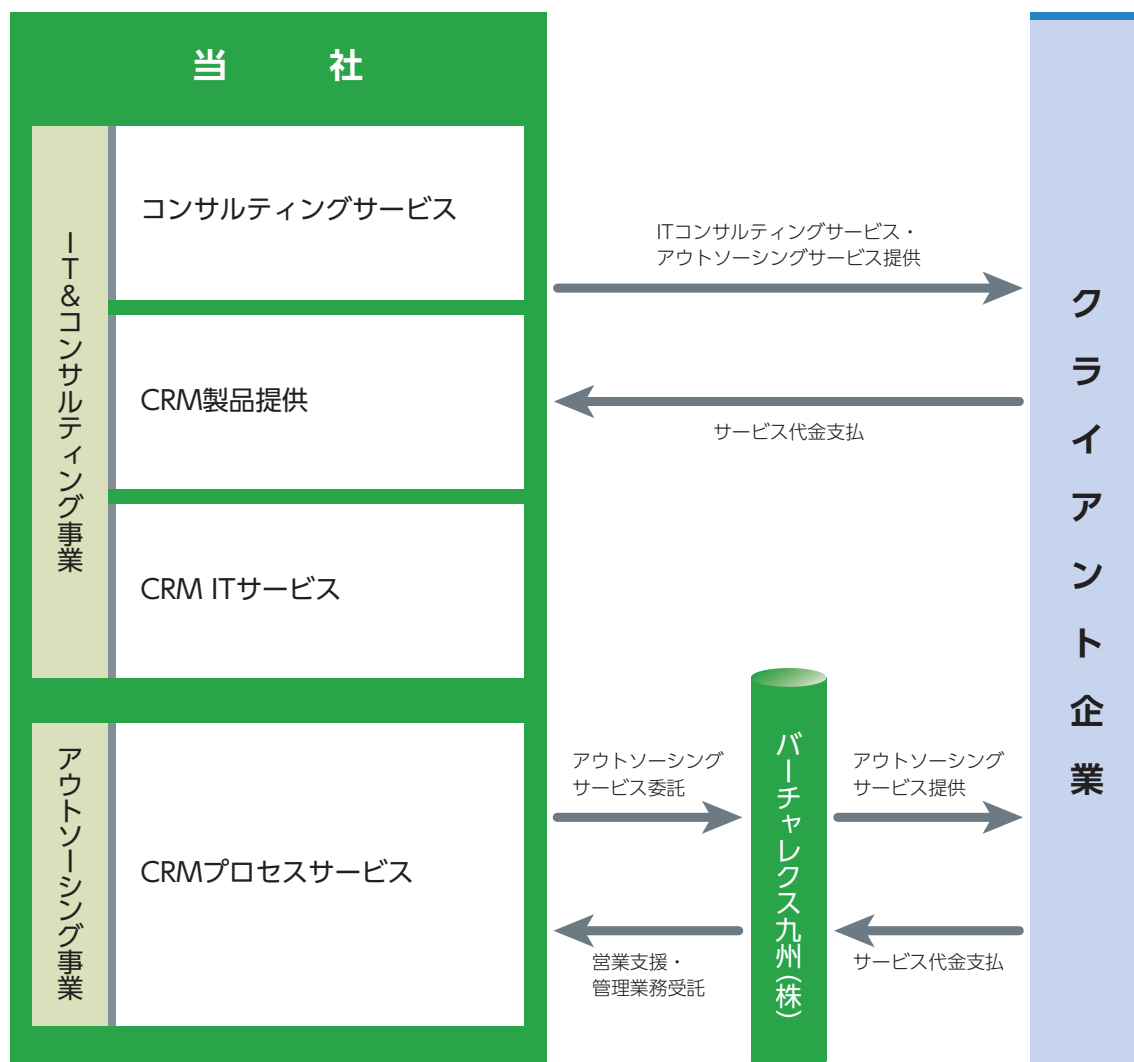 当社
IT&コンサルティング事業
コンサルティングサービス
CRM製品提供
CRM ITサービス
アウトソーシング事業
CRMプロセスサービス
ITコンサルティングサービス・
アウトソーシングサービス提供
サービス代金支払
アウトソーシング
サービス委託
営業支援・
管理業務受託
バーチャレクス九州(株)
アウトソーシング
サービス提供
サービス代金支払
クライアント企業